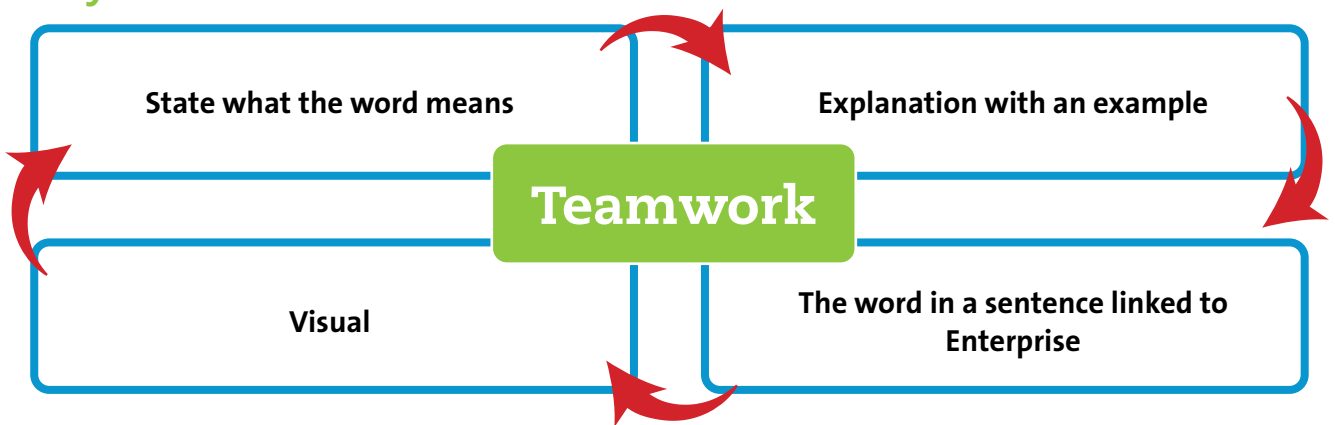 State what the word means
Explanation with an example
Teamwork
Visual
The word in a sentence linked to
Enterprise